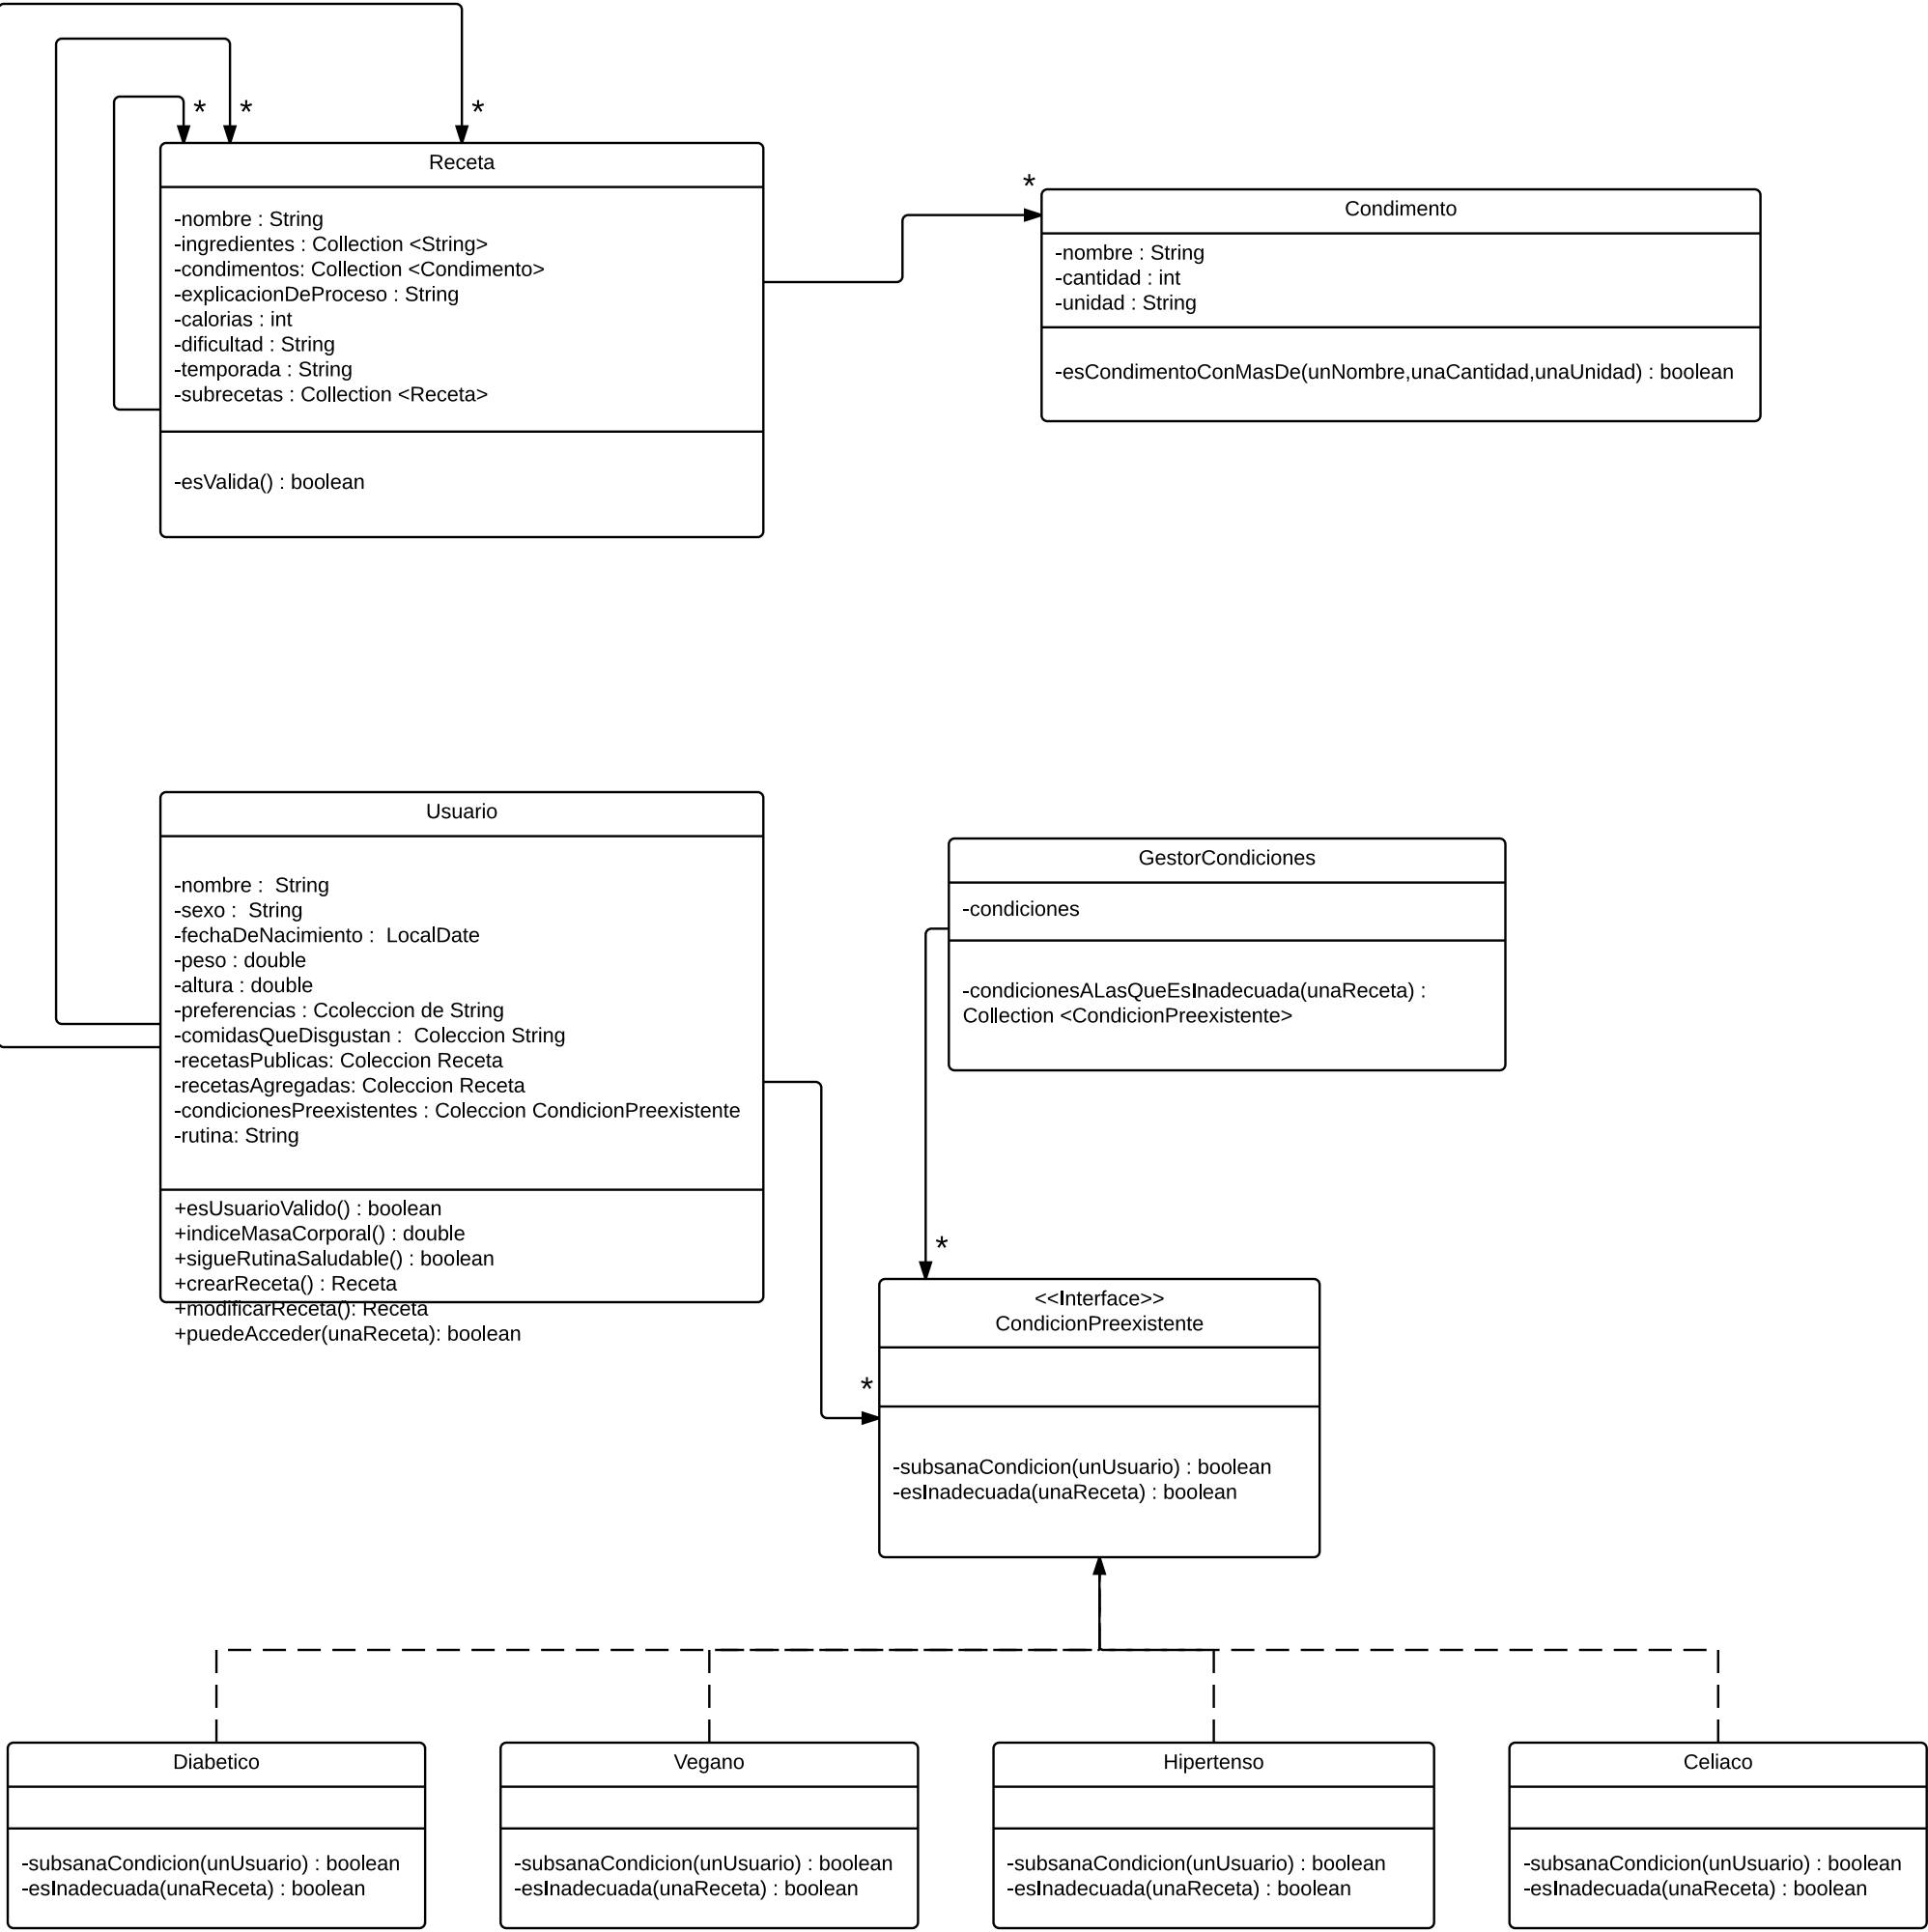 *
*
*
Receta
-nombre : String
-ingredientes : Collection <String>
-condimentos: Collection <Condimento>
-explicacionDeProceso : String
-calorias : int
-dificultad : String
-temporada : String
-subrecetas : Collection <Receta>
-esValida() : boolean
*
Condimento
-nombre : String
-cantidad : int
-unidad : String
-esCondimentoConMasDe(unNombre,unaCantidad,unaUnidad) : boolean
Usuario
-nombre :  String
-sexo :  String
-fechaDeNacimiento :  LocalDate
-peso : double
-altura : double
-preferencias : Ccoleccion de String
-comidasQueDisgustan :  Coleccion String
-recetasPublicas: Coleccion Receta
-recetasAgregadas: Coleccion Receta
-condicionesPreexistentes : Coleccion CondicionPreexistente
-rutina: String
+esUsuarioValido() : boolean
+indiceMasaCorporal() : double
+sigueRutinaSaludable() : boolean
+crearReceta() : Receta
+modificarReceta(): Receta
+puedeAcceder(unaReceta): boolean
GestorCondiciones
-condiciones
-condicionesALasQueEsInadecuada(unaReceta) :
Collection <CondicionPreexistente>
*
*
<<Interface>>
CondicionPreexistente
-subsanaCondicion(unUsuario) : boolean
-esInadecuada(unaReceta) : boolean
Diabetico
-subsanaCondicion(unUsuario) : boolean
-esInadecuada(unaReceta) : boolean
Vegano
-subsanaCondicion(unUsuario) : boolean
-esInadecuada(unaReceta) : boolean
Hipertenso
-subsanaCondicion(unUsuario) : boolean
-esInadecuada(unaReceta) : boolean
Celiaco
-subsanaCondicion(unUsuario) : boolean
-esInadecuada(unaReceta) : boolean